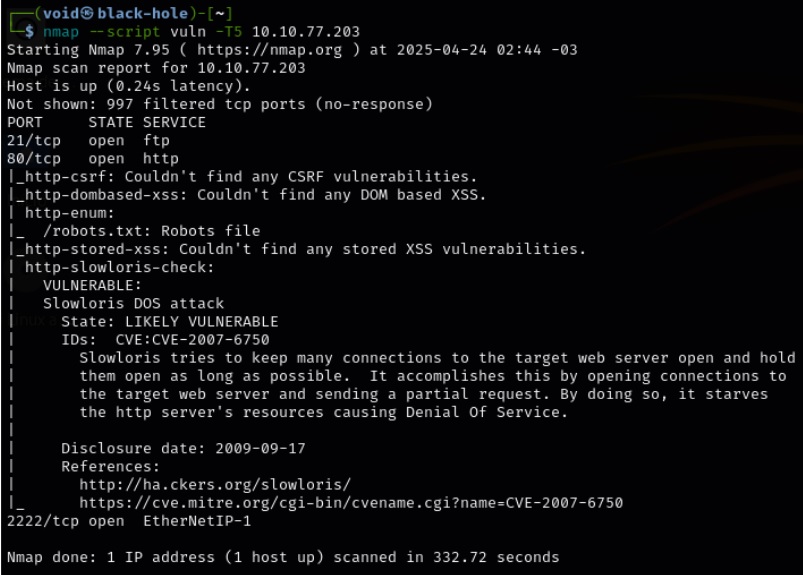 (void㉿black-hole)-[~]
$ nmap --script vuln -T5 10.10.77.203
Starting Nmap 7.95 ( https://nmap.org ) at 2025-04-24 02:44 -03
Nmap scan report for 10.10.77.203
Host is up (0.24s latency).
Not shown: 997 filtered tcp ports (no-response)
PORT     STATE SERVICE
21/tcp   open  ftp
80/tcp   open  http
|_http-csrf: Couldn't find any CSRF vulnerabilities.
|_http-dombased-xss: Couldn't find any DOM based XSS.
| http-enum:
|_  /robots.txt: Robots file
|_http-stored-xss: Couldn't find any stored XSS vulnerabilities.
| http-slowloris-check:
|   VULNERABLE:
|   Slowloris DOS attack
|     State: LIKELY VULNERABLE
|     IDs:  CVE:CVE-2007-6750
|       Slowloris tries to keep many connections to the target web server open and hold
|       them open as long as possible.  It accomplishes this by opening connections to
|       the target web server and sending a partial request. By doing so, it starves
|       the http server's resources causing Denial Of Service.
|
|     Disclosure date: 2009-09-17
|     References:
|       http://ha.ckers.org/slowloris/
|_      https://cve.mitre.org/cgi-bin/cvename.cgi?name=CVE-2007-6750
2222/tcp open  EtherNetIP-1
Nmap done: 1 IP address (1 host up) scanned in 332.72 seconds